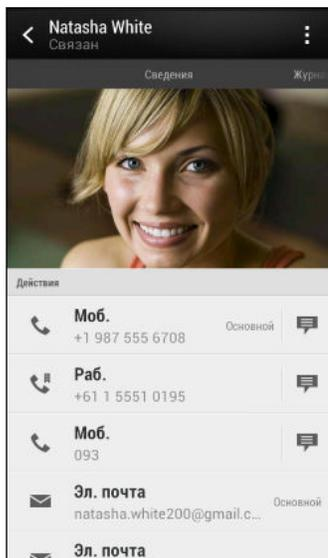 Natasha White
Связан
Сведения
Журна
Действия
Моб.
+1 987 555 6708
Основной
Раб.
+61 1 5551 0195
Моб.
093
Эл. почта
natasha.white200@gmail.c...
Основной
Эл. почта